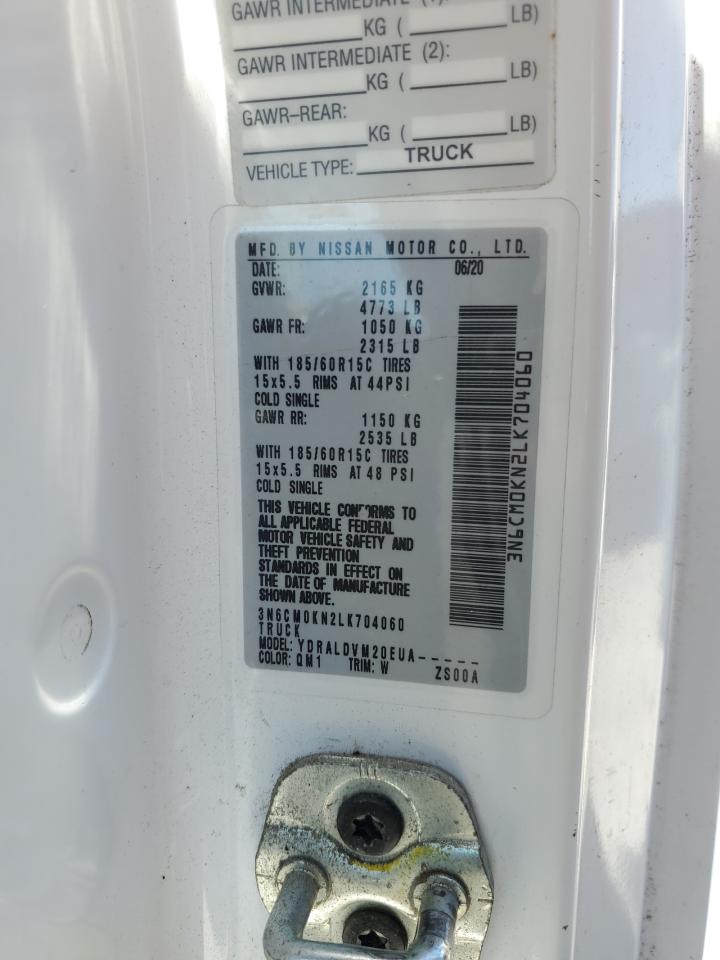 GAWR INTERMEDIATE (1):
KG ( LB)
GAWR INTERMEDIATE (2):
KG ( LB)
GAWR–REAR:
KG ( LB)
VEHICLE TYPE: TRUCK
MFD. BY NISSAN MOTOR CO., LTD.
DATE: 06/20
GVWR: 2165 KG
4773 LB
GAWR FR: 1050 KG
2315 LB
WITH 185/60R15C TIRES
15x5.5 RIMS AT 44PSI
COLD SINGLE
GAWR RR: 1150 KG
2535 LB
WITH 185/60R15C TIRES
15x5.5 RIMS AT 48 PSI
COLD SINGLE
THIS VEHICLE CONFORMS TO
ALL APPLICABLE FEDERAL
MOTOR VEHICLE SAFETY AND
THEFT PREVENTION
STANDARDS IN EFFECT ON
THE DATE OF MANUFACTURE
SHOWN ABOVE.
3N6CM0KN2LK704060
TRUCK
MODEL: YDRALDVM20EUA-----
COLOR: QM1 TRIM: W ZS00A
3N6CM0KN2LK704060